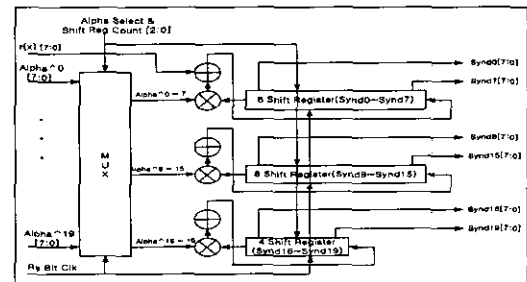 Alpha Select &
Shift Reg Count [2:0]
r[x] [7:0]
Alpha^0
[7:0]
Alpha^0 ~ 7
6 Shift Register(Synd0~Synd7)
Synd0[7:0]
Synd7[7:0]
M
U
X
Alpha^8 ~ 15
8 Shift Register(Synd8~Synd15)
Synd8[7:0]
Synd15[7:0]
Alpha^19
[7:0]
Alpha^16 ~ 19
4 Shift Register
(Synd16~Synd19)
Synd16[7:0]
Synd19[7:0]
Rs Bit Clk